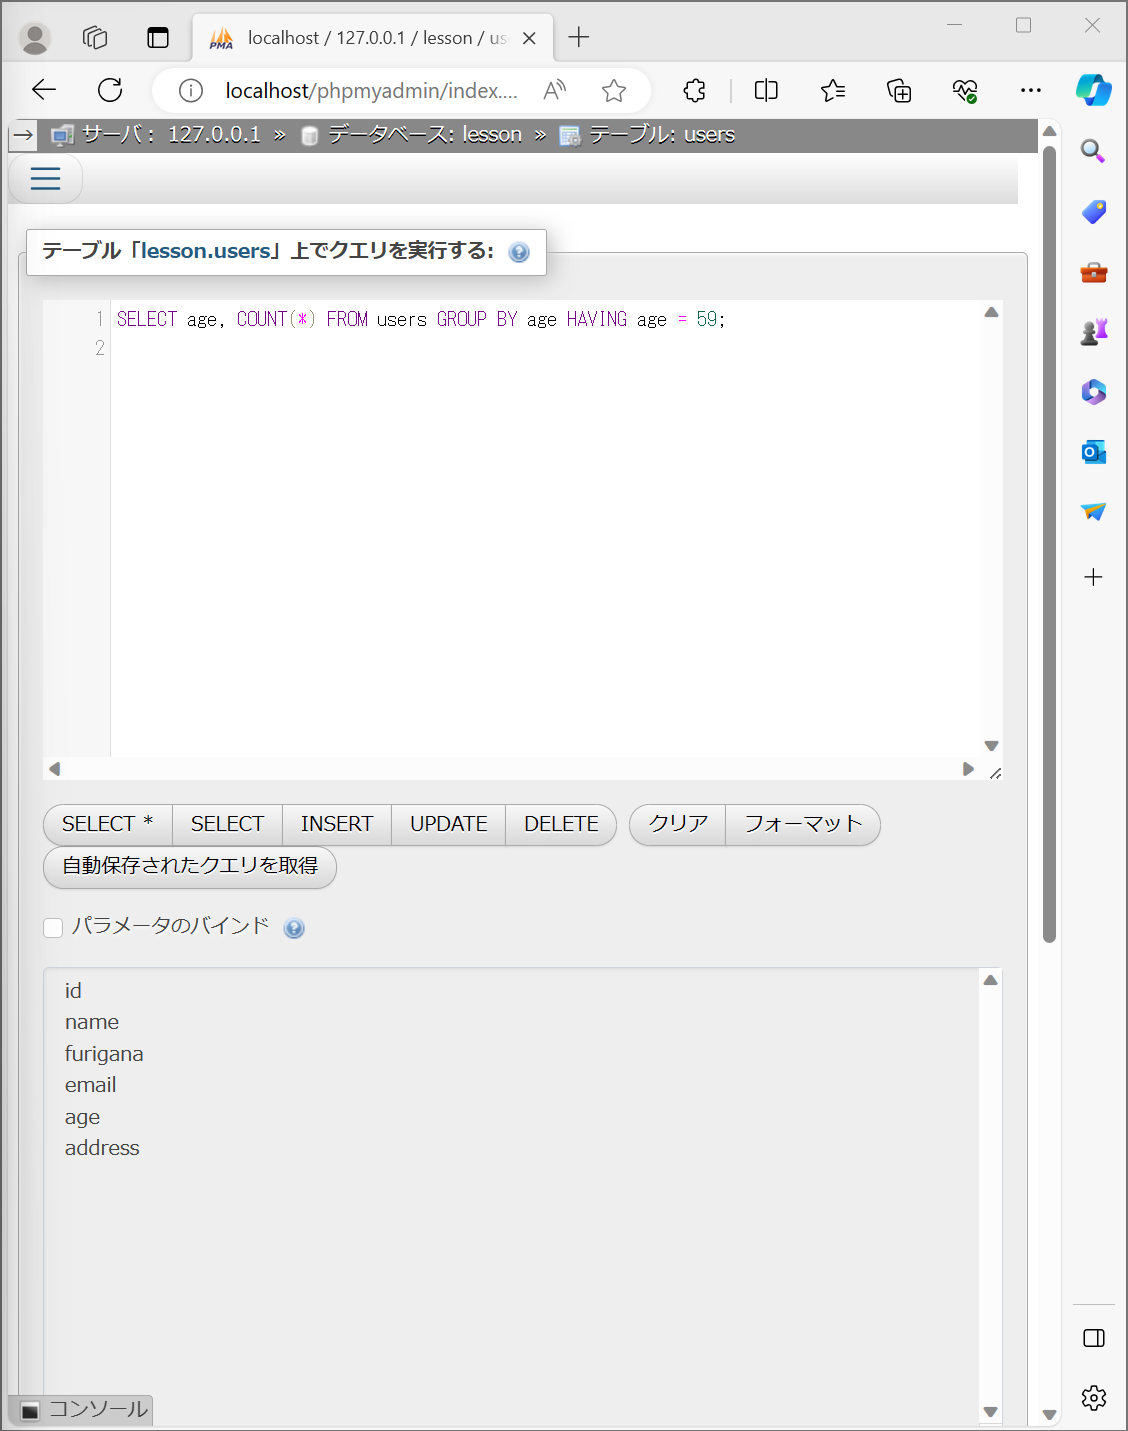 localhost / 127.0.0.1 / lesson / us
localhost/phpmyadmin/index....
サーバ： 127.0.0.1 » データベース: lesson » テーブル: users
テーブル「lesson.users」上でクエリを実行する:
1 SELECT age, COUNT(*) FROM users GROUP BY age HAVING age = 59;
2
SELECT * SELECT INSERT UPDATE DELETE クリア フォーマット
自動保存されたクエリを取得
パラメータのバインド
id
name
furigana
email
age
address
コンソール